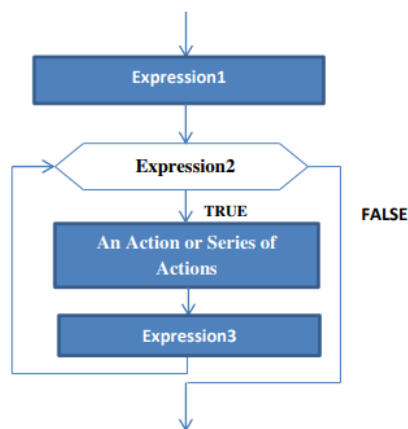 Expression1
Expression2
TRUE
FALSE
An Action or Series of
Actions
Expression3